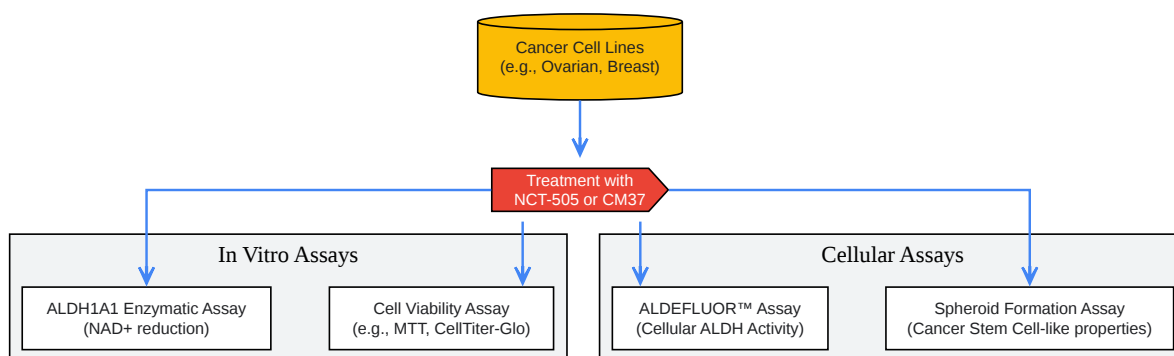 Cancer Cell Lines
(e.g., Ovarian, Breast)
Treatment with
NCT-505 or CM37
In Vitro Assays
ALDH1A1 Enzymatic Assay
(NAD+ reduction)
Cell Viability Assay
(e.g., MTT, CellTiter-Glo)
Cellular Assays
ALDEFLUOR™ Assay
(Cellular ALDH Activity)
Spheroid Formation Assay
(Cancer Stem Cell-like properties)